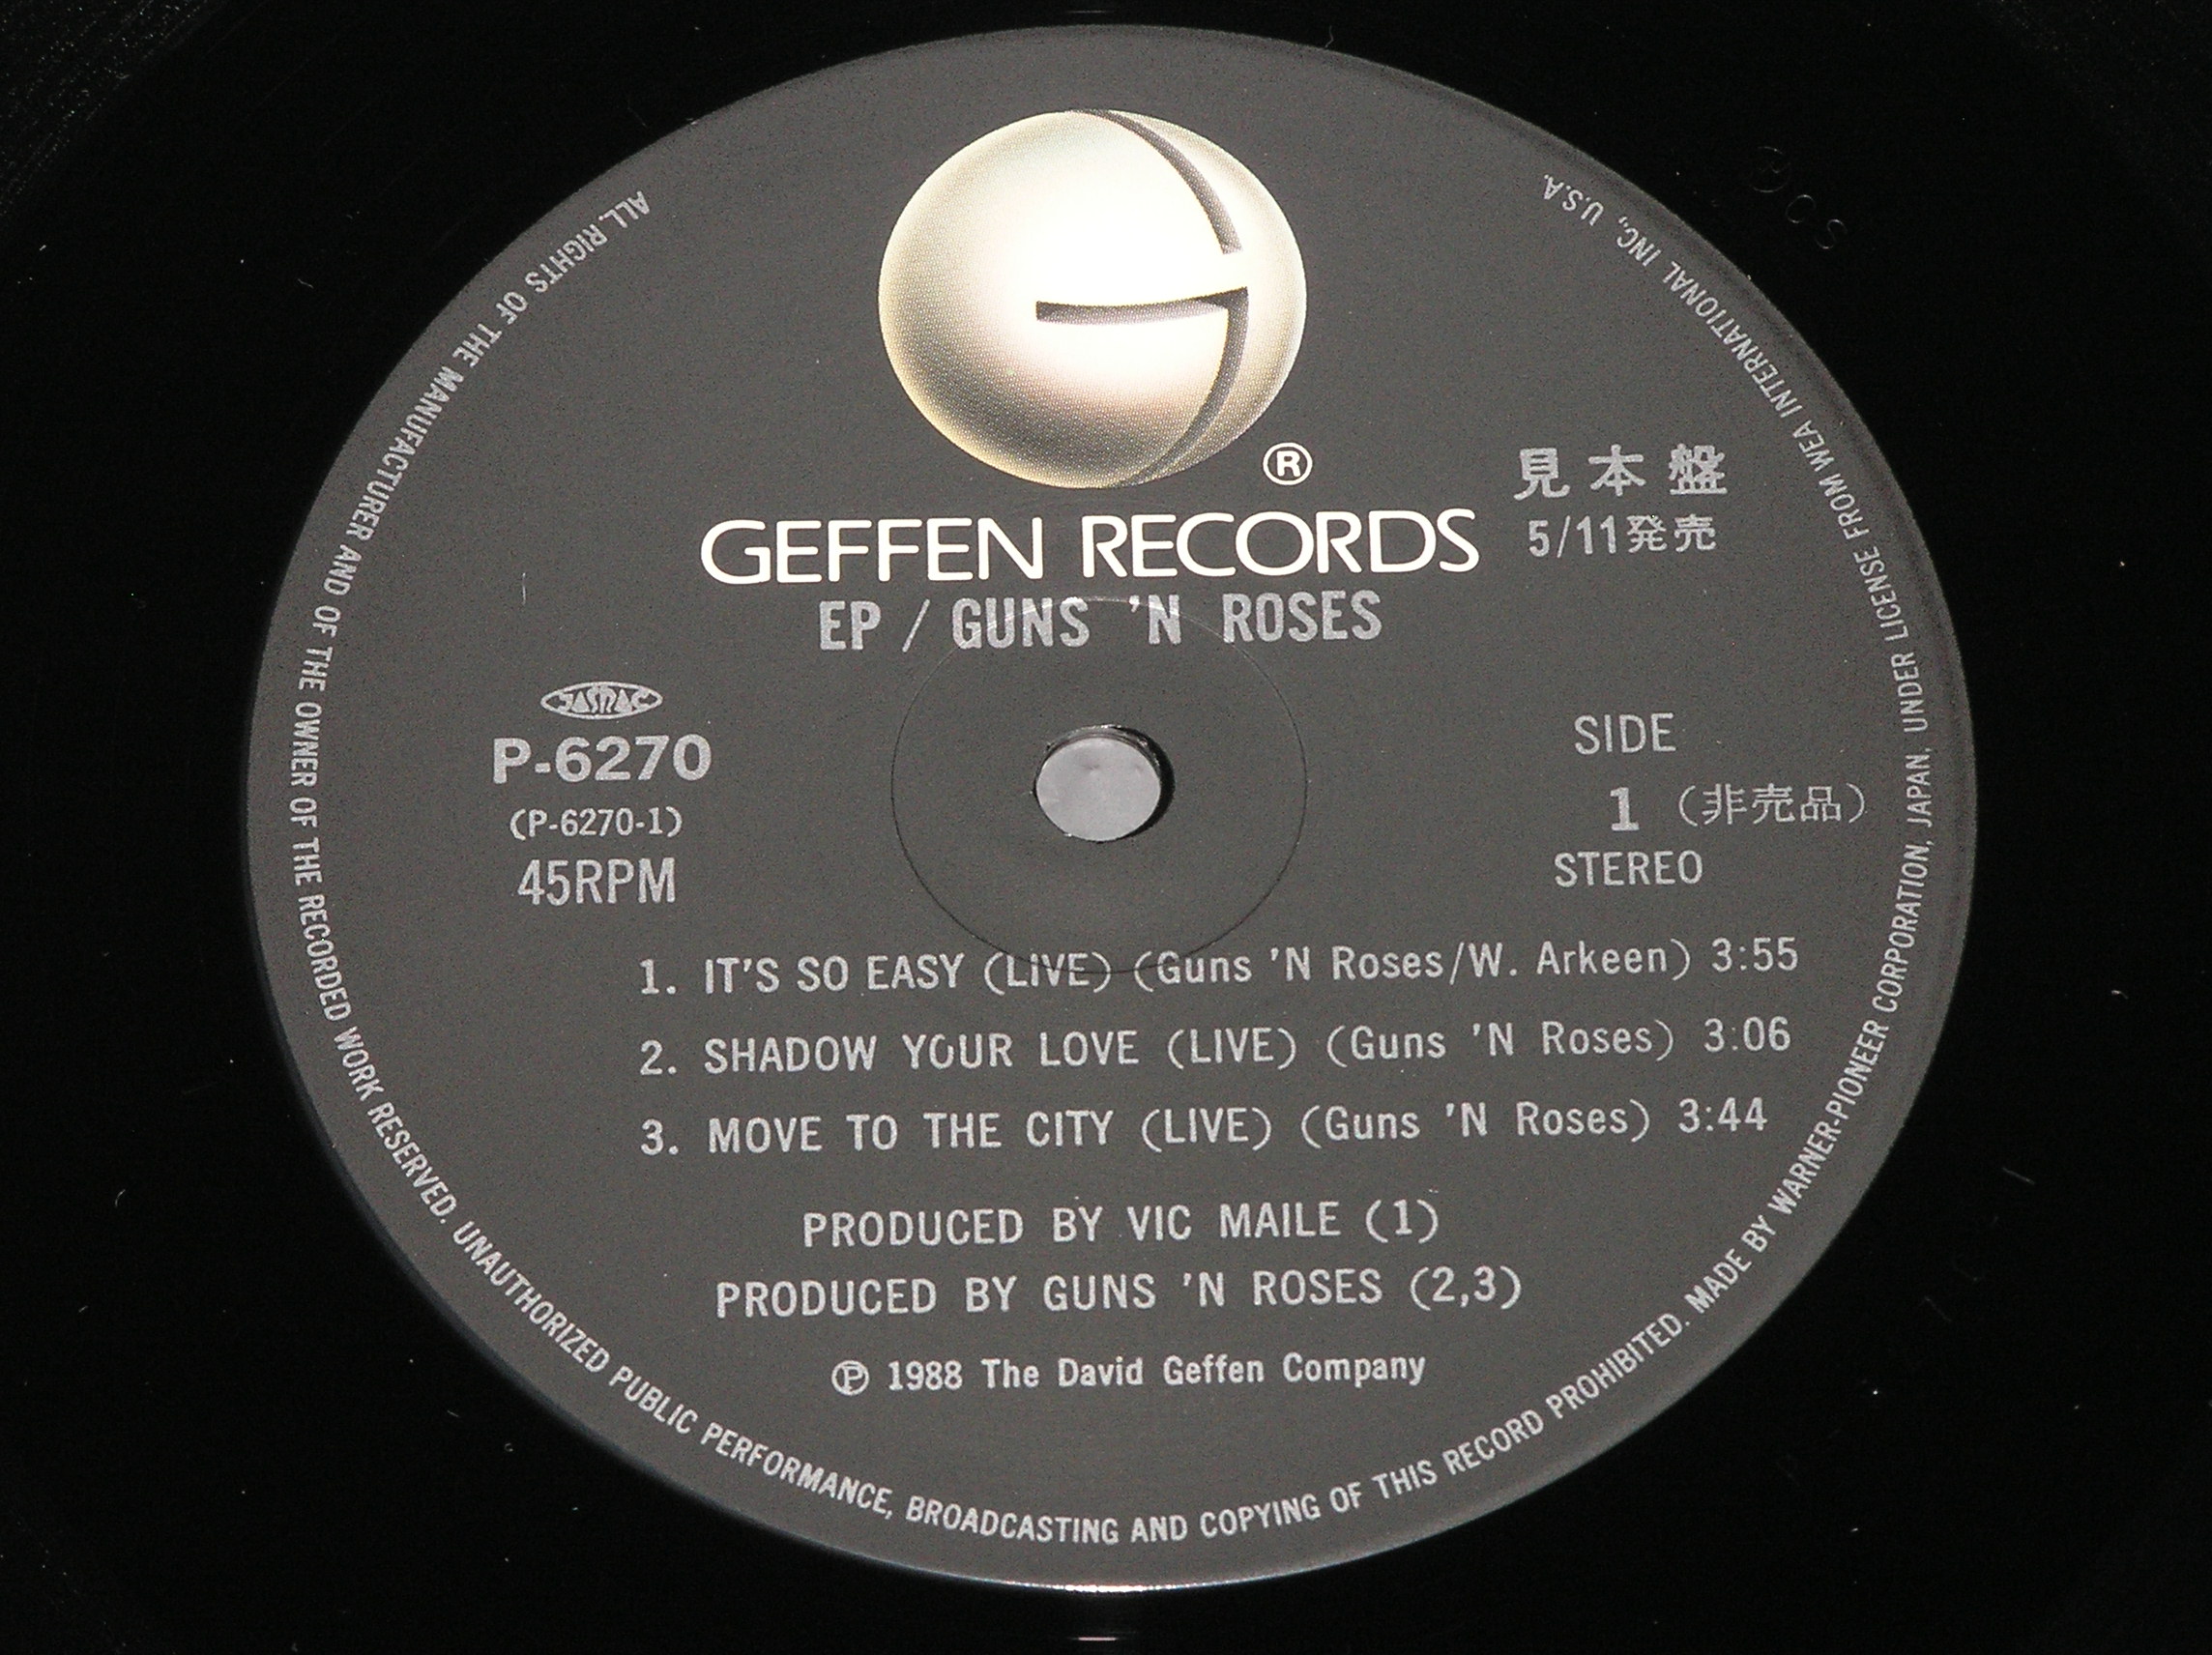 ®
GEFFEN RECORDS
見本盤
5/11発売
EP / GUNS 'N ROSES
JASRAC
P-6270
(P-6270-1)
45RPM
SIDE
1 (非売品)
STEREO
1. IT'S SO EASY (LIVE) (Guns 'N Roses/W. Arkeen) 3:55
2. SHADOW YOUR LOVE (LIVE) (Guns 'N Roses) 3:06
3. MOVE TO THE CITY (LIVE) (Guns 'N Roses) 3:44
PRODUCED BY VIC MAILE (1)
PRODUCED BY GUNS 'N ROSES (2,3)
Ⓟ 1988 The David Geffen Company
ALL RIGHTS OF THE MANUFACTURER AND OF THE OWNER OF THE RECORDED WORK RESERVED. UNAUTHORIZED PUBLIC PERFORMANCE, BROADCASTING AND COPYING OF THIS RECORD PROHIBITED. MADE BY WARNER-PIONEER CORPORATION, JAPAN, UNDER LICENSE FROM WEA INTERNATIONAL INC., U.S.A.